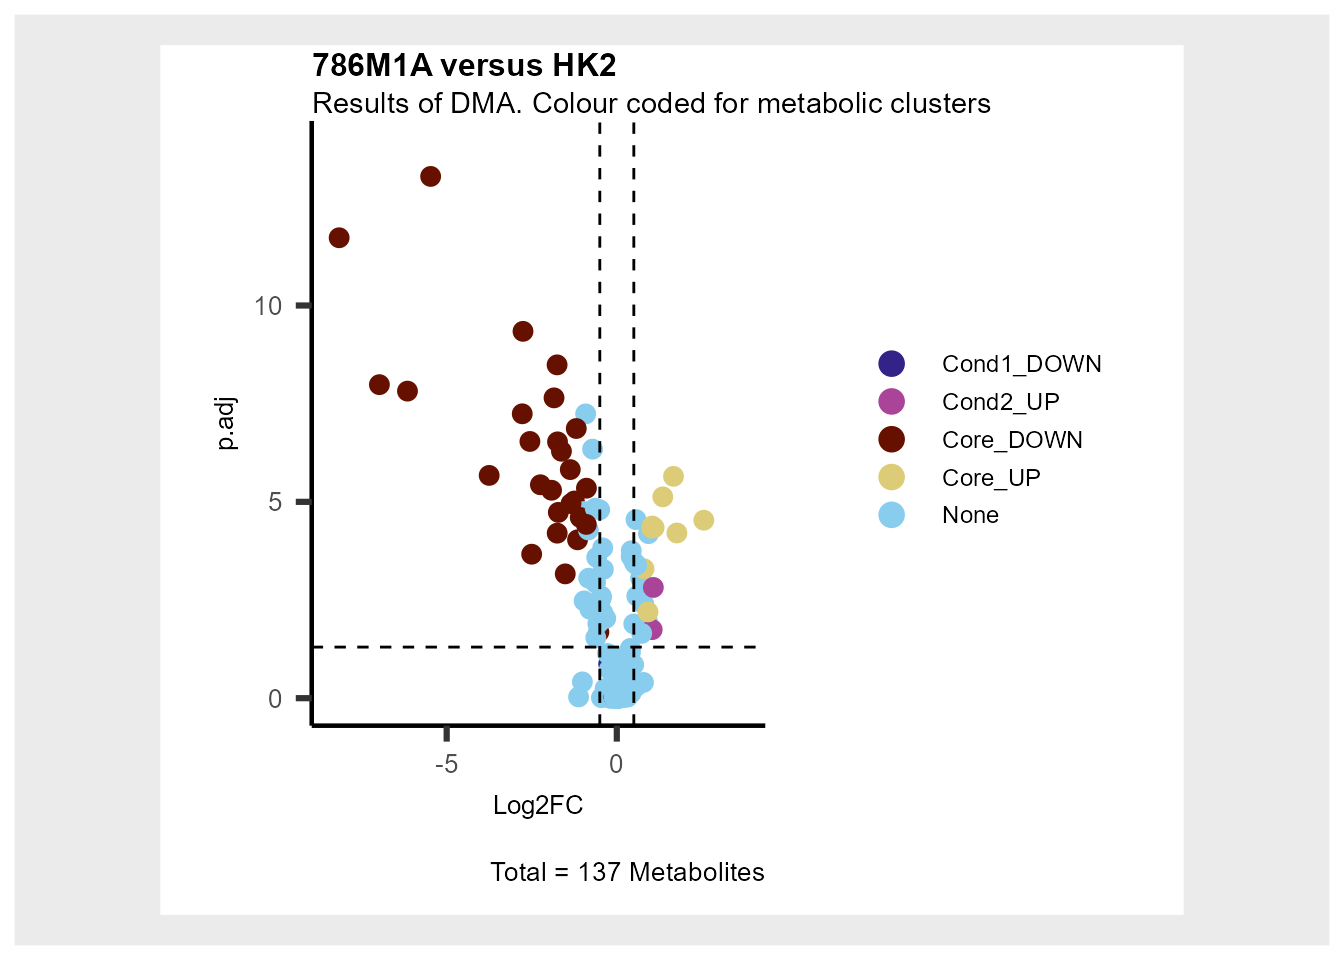 786M1A versus HK2
Results of DMA. Colour coded for metabolic clusters
10
5
0
p.adj
-5
0
Log2FC
Cond1_DOWN
Cond2_UP
Core_DOWN
Core_UP
None
Total = 137 Metabolites